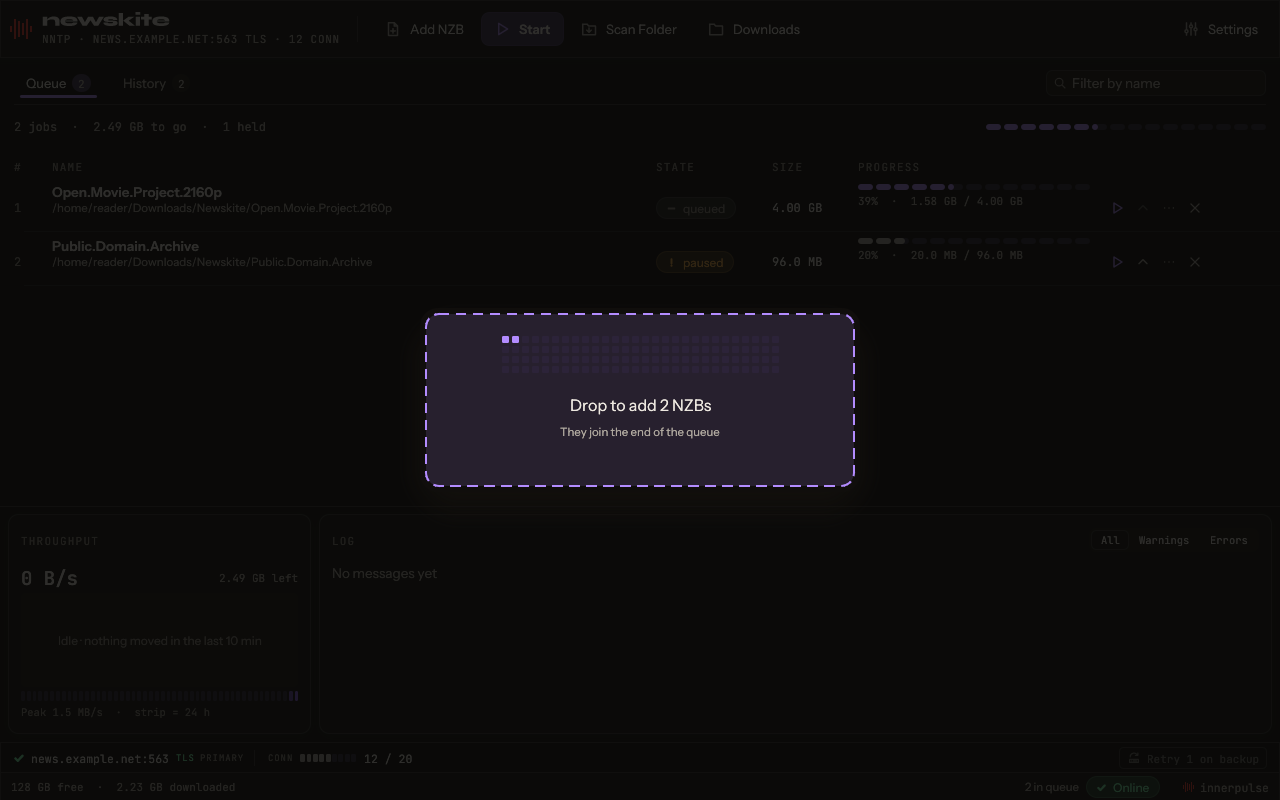 newskite
NNTP · NEWS.EXAMPLE.NET:563 TLS · 12 CONN
Add NZB
Start
Scan Folder
Downloads
Settings
Queue 2
History 2
Filter by name
2 jobs · 2.49 GB to go · 1 held
# NAME STATE SIZE PROGRESS
Open.Movie.Project.2160p
1 /home/reader/Downloads/Newskite/Open.Movie.Project.2160p queued 4.00 GB 39% · 1.58 GB / 4.00 GB
Public.Domain.Archive
2 /home/reader/Downloads/Newskite/Public.Domain.Archive paused 96.0 MB 20% · 20.0 MB / 96.0 MB
Drop to add 2 NZBs
They join the end of the queue
THROUGHPUT
0 B/s 2.49 GB left
Idle · nothing moved in the last 10 min
Peak 1.5 MB/s · strip = 24 h
LOG
All Warnings Errors
No messages yet
news.example.net:563 TLS PRIMARY CONN 12 / 20
Retry 1 on backup
128 GB free · 2.23 GB downloaded
2 in queue Online innerpulse